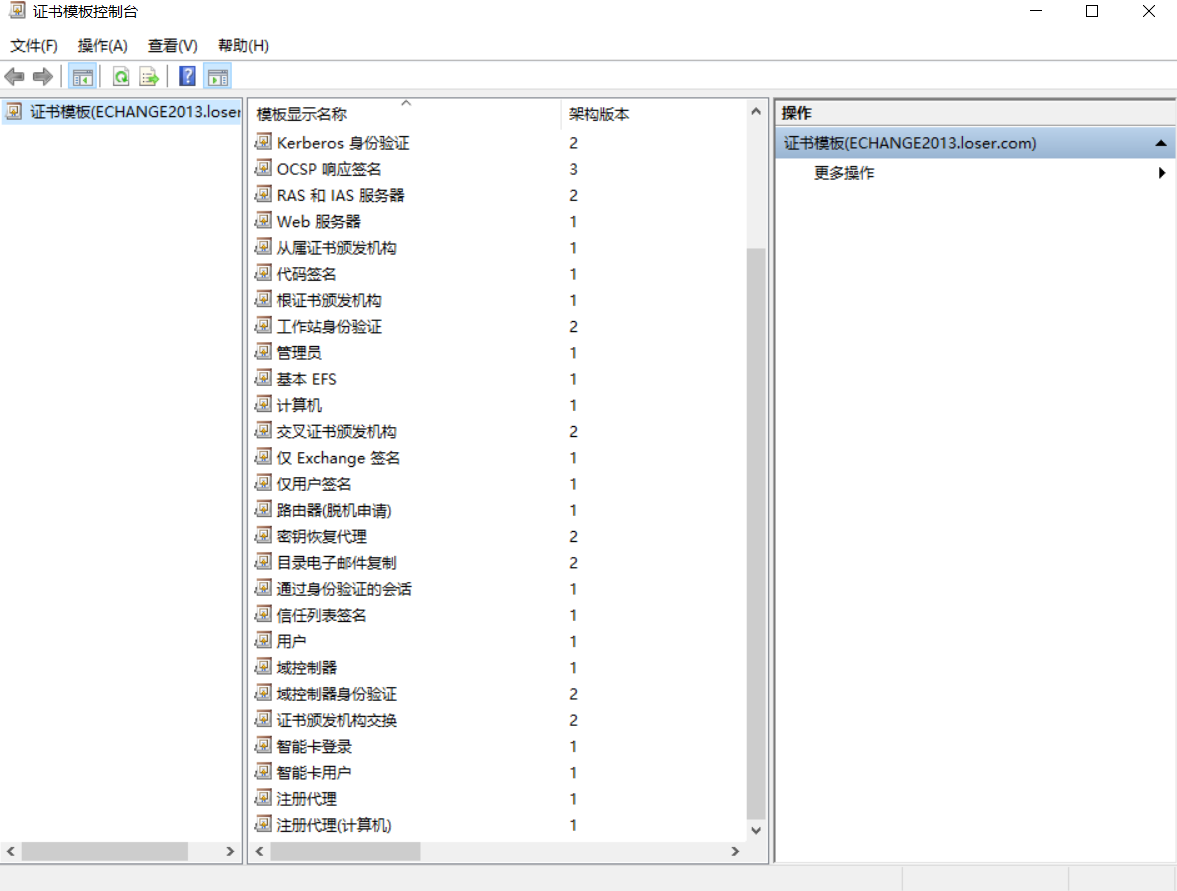 证书模板控制台
文件(F) 操作(A) 查看(V) 帮助(H)
证书模板(ECHANGE2013.loser
模板显示名称 架构版本
Kerberos 身份验证 2
OCSP 响应签名 3
RAS 和 IAS 服务器 2
Web 服务器 1
从属证书颁发机构 1
代码签名 1
根证书颁发机构 1
工作站身份验证 2
管理员 1
基本 EFS 1
计算机 1
交叉证书颁发机构 2
仅 Exchange 签名 1
仅用户签名 1
路由器(脱机申请) 1
密钥恢复代理 2
目录电子邮件复制 2
通过身份验证的会话 1
信任列表签名 1
用户 1
域控制器 1
域控制器身份验证 2
证书颁发机构交换 2
智能卡登录 1
智能卡用户 1
注册代理 1
注册代理(计算机) 1
操作
证书模板(ECHANGE2013.loser.com)
更多操作